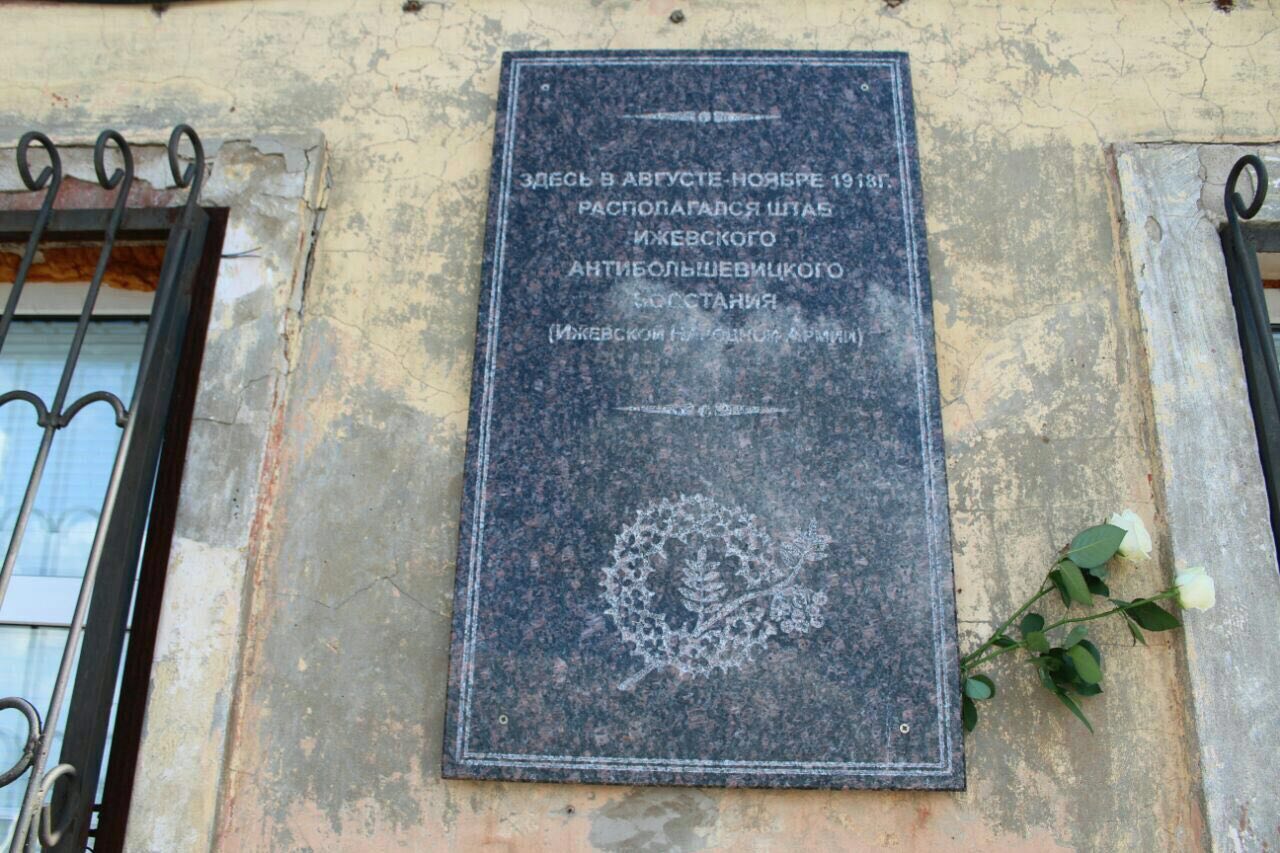 ЗДЕСЬ В АВГУСТЕ-НОЯБРЕ 1918Г.
РАСПОЛАГАЛСЯ ШТАБ
ИЖЕВСКОГО
АНТИБОЛЬШЕВИЦКОГО
ВОССТАНИЯ
(ИЖЕВСКОЙ НАРОДНОЙ АРМИИ)